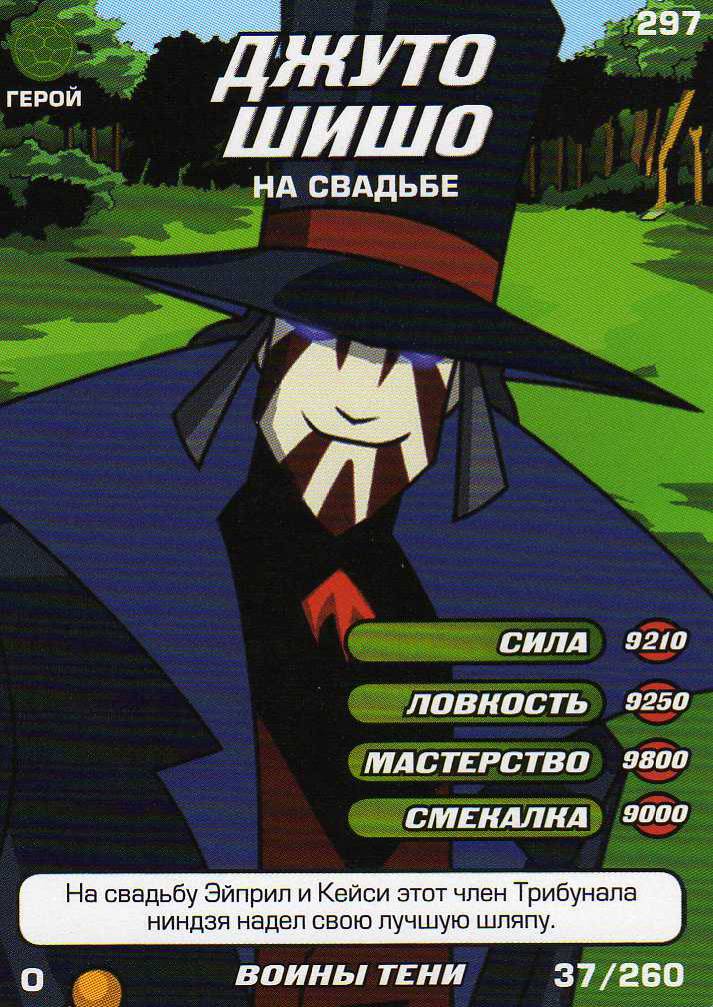 297
ГЕРОЙ
ДЖУТО
ШИШО
НА СВАДЬБЕ
СИЛА 9210
ЛОВКОСТЬ 9250
МАСТЕРСТВО 9800
СМЕКАЛКА 9000
На свадьбу Эйприл и Кейси этот член Трибунала
ниндзя надел свою лучшую шляпу.
0 ВОИНЫ ТЕНИ 37/260